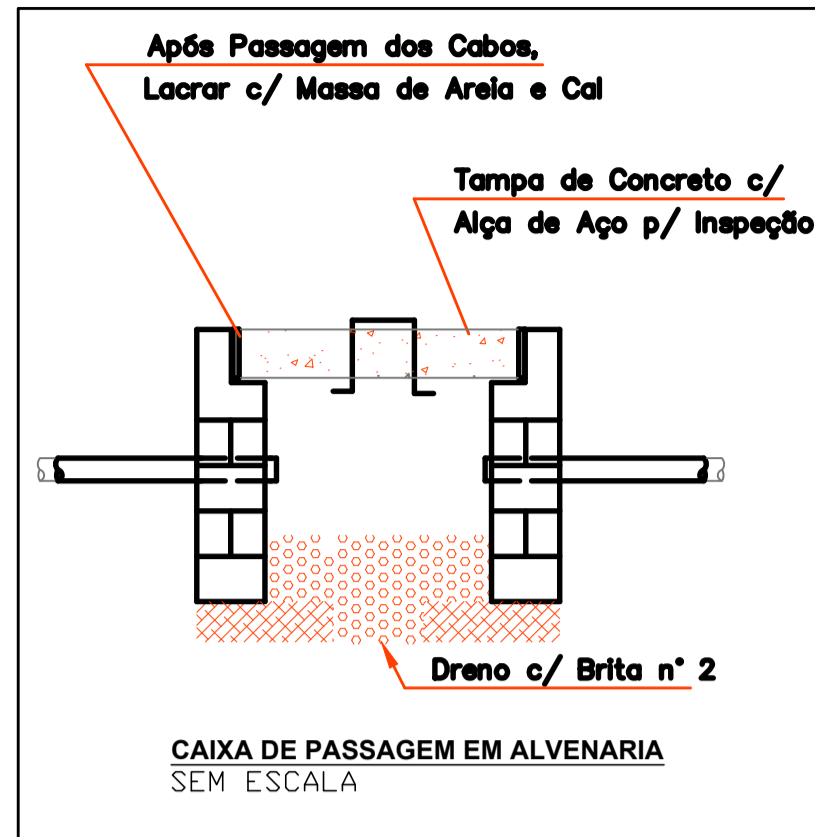 Após Passagem dos Cabos,
Lacrar c/ Massa de Areia e Cal
Tampa de Concreto c/
Alça de Aço p/ Inspeção
Dreno c/ Brita n° 2
CAIXA DE PASSAGEM EM ALVENARIA
SEM ESCALA